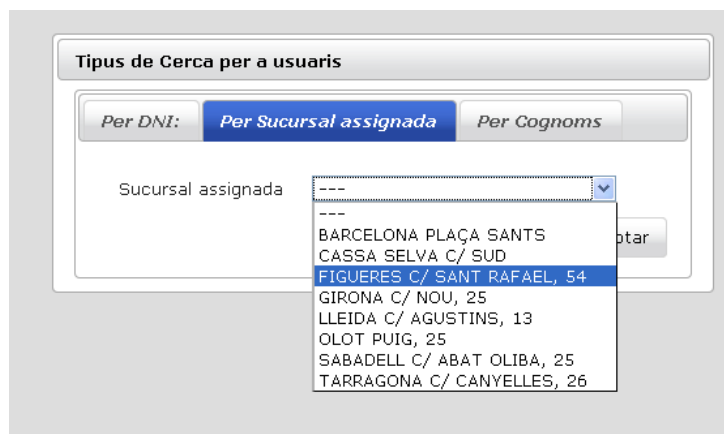 Tipus de Cerca per a usuaris
Per DNI: Per Sucursal assignada Per Cognoms
Sucursal assignada ---
---
BARCELONA PLAÇA SANTS
CASSA SELVA C/ SUD
FIGUERES C/ SANT RAFAEL, 54
GIRONA C/ NOU, 25
LLEIDA C/ AGUSTINS, 13
OLOT PUIG, 25
SABADELL C/ ABAT OLIBA, 25
TARRAGONA C/ CANYELLES, 26